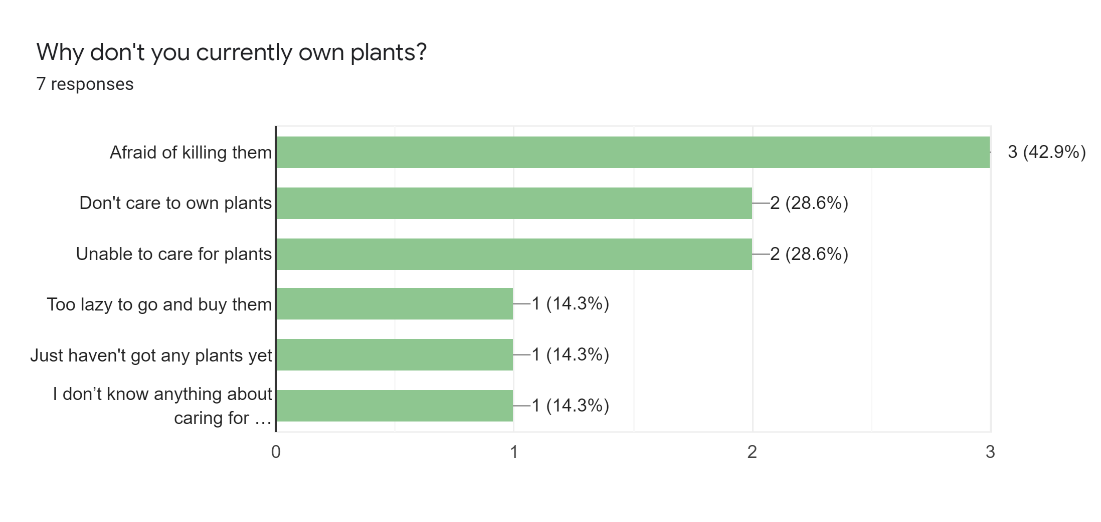 Why don't you currently own plants?
7 responses
Afraid of killing them
3 (42.9%)
Don't care to own plants
2 (28.6%)
Unable to care for plants
2 (28.6%)
Too lazy to go and buy them
1 (14.3%)
Just haven't got any plants yet
1 (14.3%)
I don’t know anything about
caring for …
1 (14.3%)
0 1 2 3